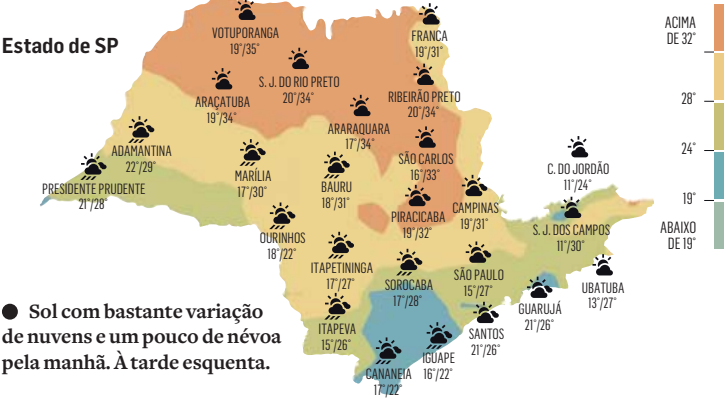 Estado de SP
VOTUPORANGA
19°/35°
FRANCA
19°/31°
S. J. DO RIO PRETO
20°/34°
ARAÇATUBA
19°/34°
RIBEIRÃO PRETO
20°/34°
ARARAQUARA
17°/34°
ADAMANTINA
22°/29°
SÃO CARLOS
16°/33°
C. DO JORDÃO
11°/24°
PRESIDENTE PRUDENTE
21°/28°
MARÍLIA
17°/30°
BAURU
18°/31°
PIRACICABA
19°/32°
CAMPINAS
19°/31°
S. J. DOS CAMPOS
11°/30°
OURINHOS
18°/22°
ITAPETININGA
17°/27°
SOROCABA
17°/28°
SÃO PAULO
15°/27°
UBATUBA
13°/27°
GUARUJÁ
21°/26°
ITAPEVA
15°/26°
SANTOS
21°/26°
IGUAPE
16°/22°
CANANEIA
17°/22°
ACIMA
DE 32°
28°
24°
19°
ABAIXO
DE 19°
● Sol com bastante variação
de nuvens e um pouco de névoa
pela manhã. À tarde esquenta.